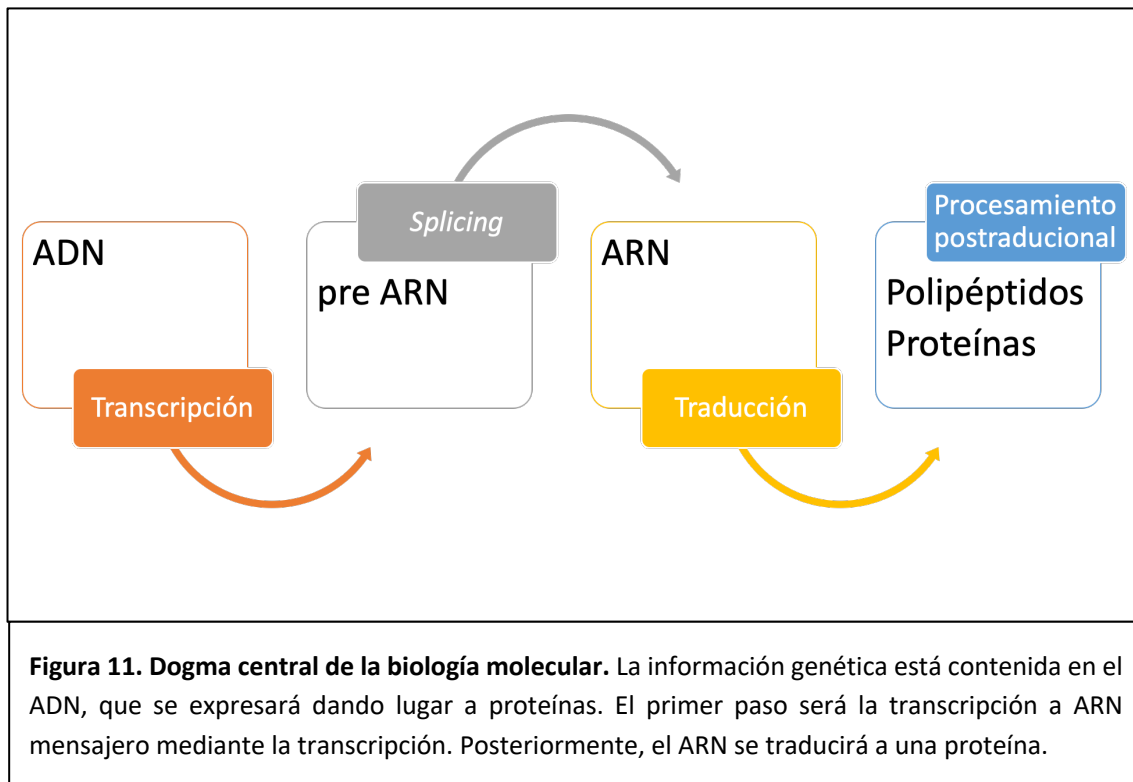 ADN
Transcripción
Splicing
pre ARN
ARN
Traducción
Procesamiento
postraducional
Polipéptidos
Proteínas
Figura 11. Dogma central de la biología molecular. La información genética está contenida en el
ADN, que se expresará dando lugar a proteínas. El primer paso será la transcripción a ARN
mensajero mediante la transcripción. Posteriormente, el ARN se traducirá a una proteína.